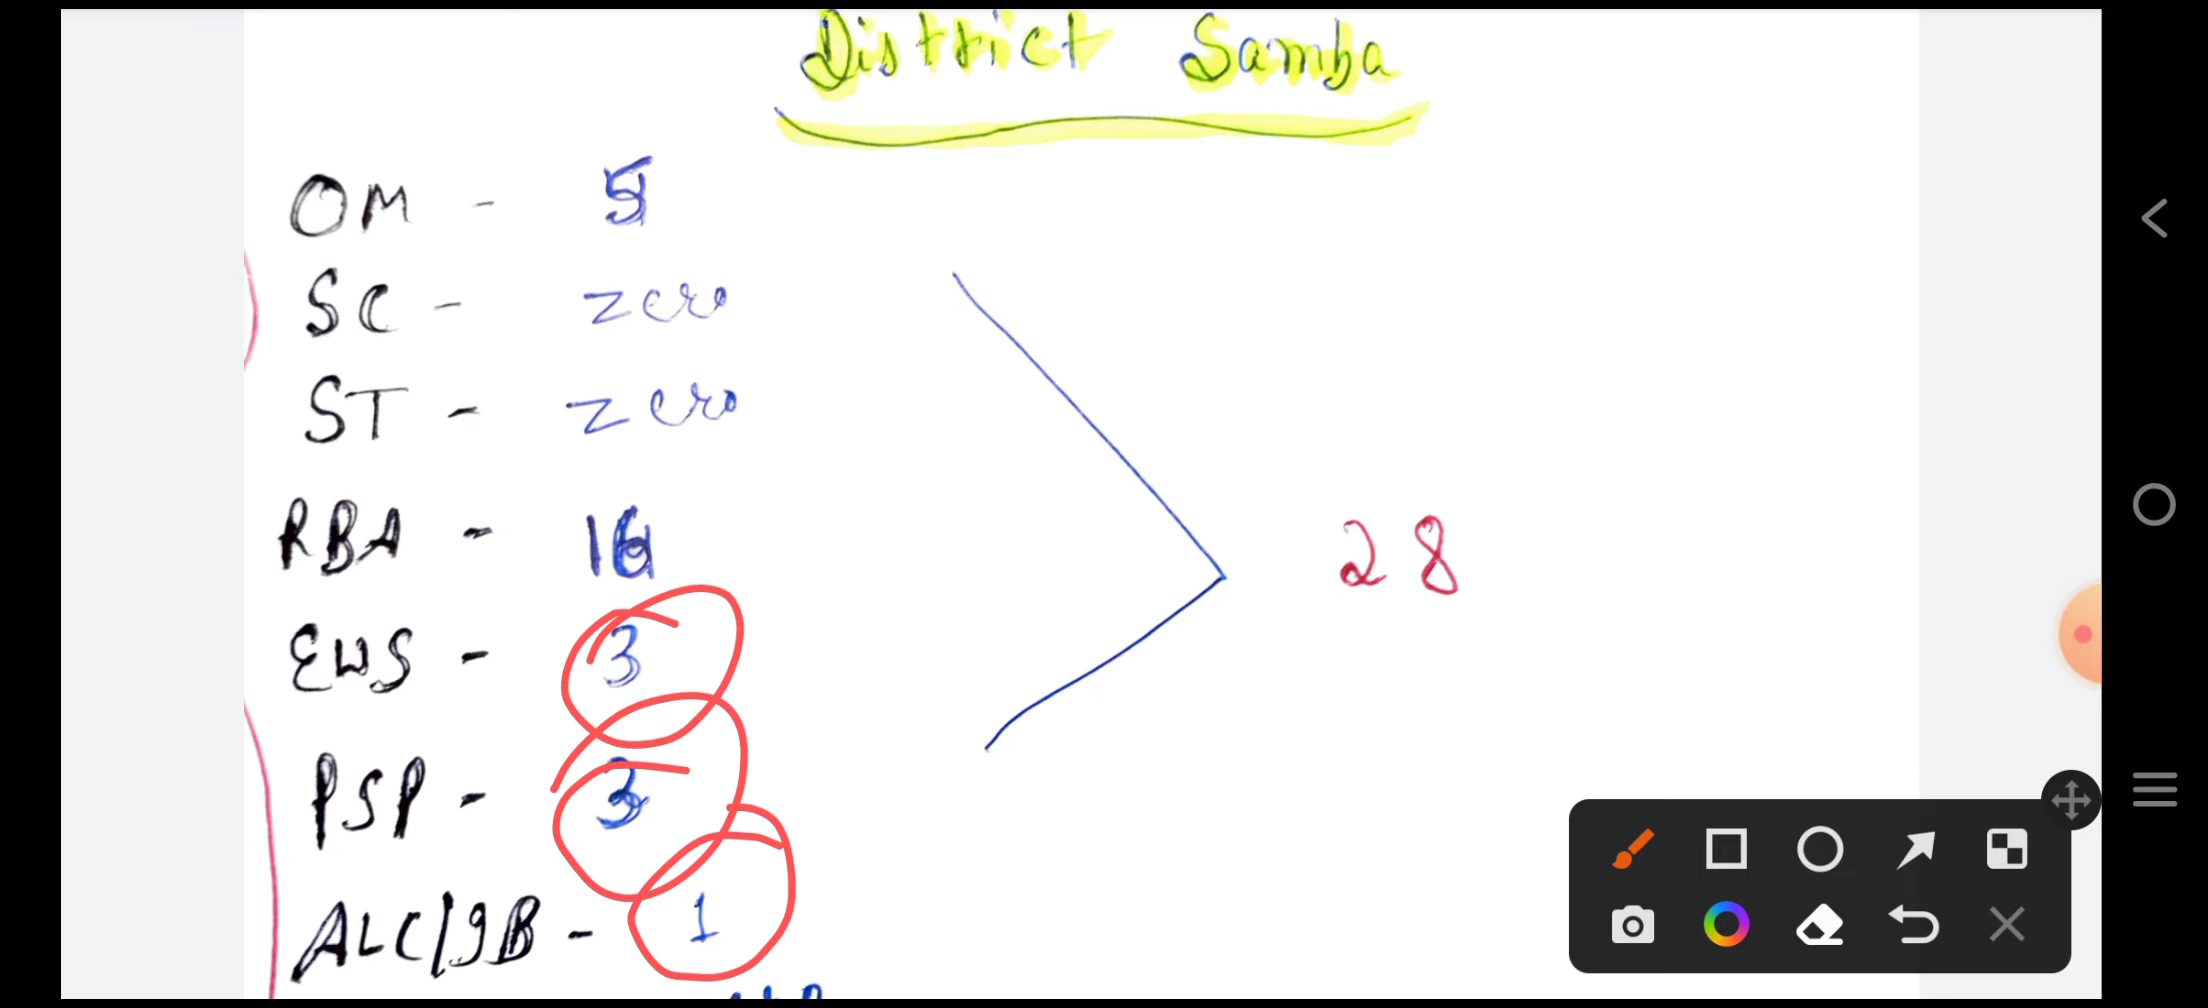 District Samba
OM - 5
SC - zero
ST - zero
RBA - 16
28
EWS - 3
PSP - 3
ALC/IB - 1